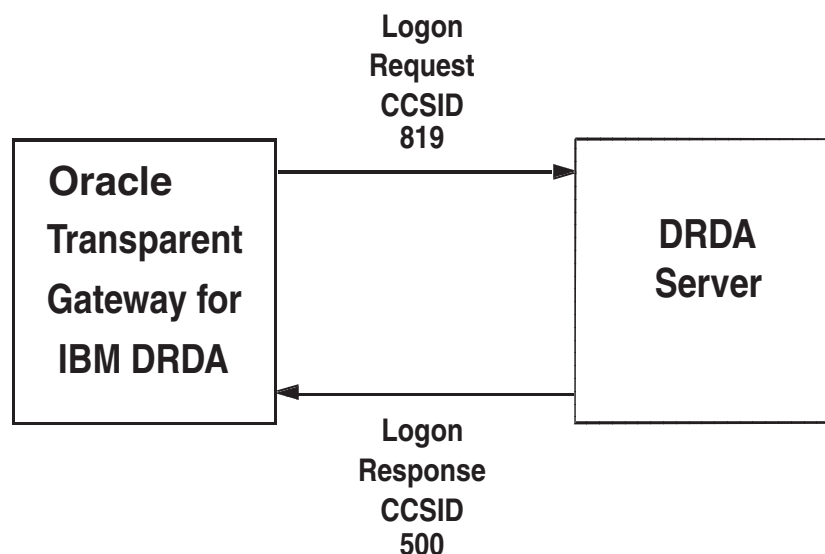 Logon
Request
CCSID
819
Oracle
Transparent
Gateway for
IBM DRDA
DRDA
Server
Logon
Response
CCSID
500